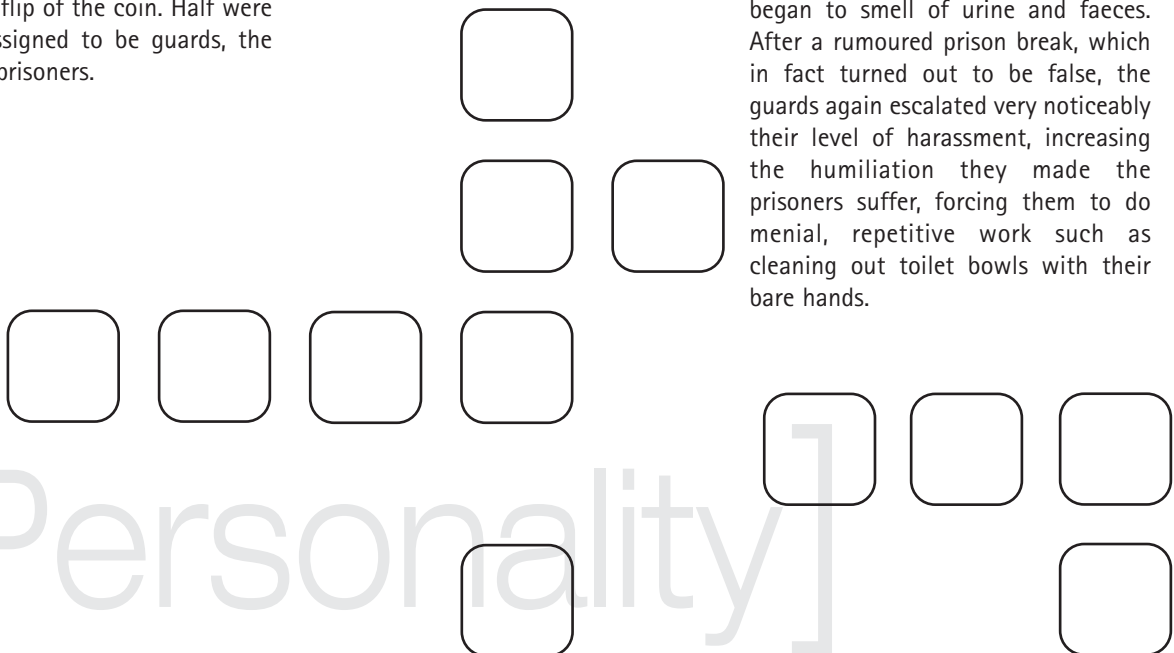 flip of the coin. Half were
ssigned to be guards, the
prisoners.
began to smell of urine and faeces.
After a rumoured prison break, which
in fact turned out to be false, the
guards again escalated very noticeably
their level of harassment, increasing
the humiliation they made the
prisoners suffer, forcing them to do
menial, repetitive work such as
cleaning out toilet bowls with their
bare hands.
Personality]